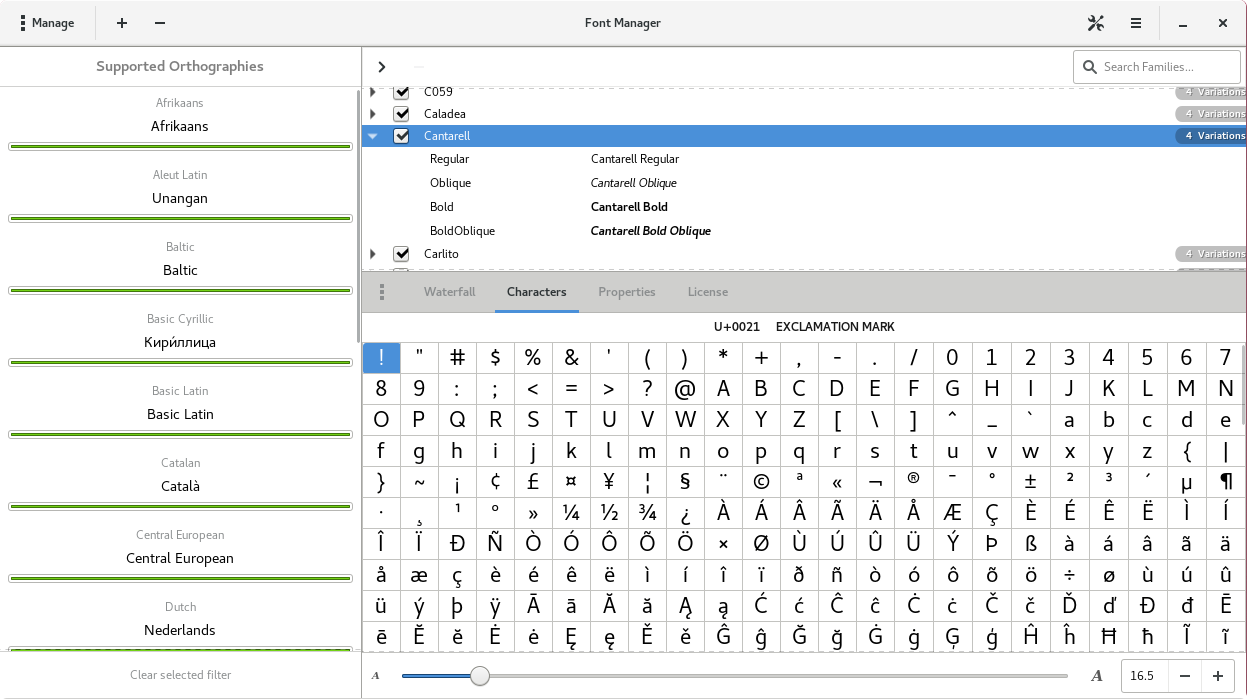 Manage + − Font Manager
Supported Orthographies
Search Families...
Afrikaans
Afrikaans
Aleut Latin
Unangan
Baltic
Baltic
Basic Cyrillic
Кири́ллица
Basic Latin
Basic Latin
Catalan
Català
Central European
Central European
Dutch
Nederlands
Clear selected filter
C059 4 Variations
Caladea 4 Variations
Cantarell 4 Variations
Regular Cantarell Regular
Oblique Cantarell Oblique
Bold Cantarell Bold
BoldOblique Cantarell Bold Oblique
Carlito 4 Variations
Waterfall Characters Properties License
U+0021 EXCLAMATION MARK
! " # $ % & ' ( ) * + , - . / 0 1 2 3 4 5 6 7
8 9 : ; < = > ? @ A B C D E F G H I J K L M N
O P Q R S T U V W X Y Z [ \ ] ^ _ ` a b c d e
f g h i j k l m n o p q r s t u v w x y z { |
} ~ ¡ ¢ £ ¤ ¥ ¦ § ¨ © ª « ¬ ® ¯ ° ± ² ³ ´ µ ¶
· ¸ ¹ º » ¼ ½ ¾ ¿ À Á Â Ã Ä Å Æ Ç È É Ê Ë Ì Í
Î Ï Ð Ñ Ò Ó Ô Õ Ö × Ø Ù Ú Û Ü Ý Þ ß à á â ã ä
å æ ç è é ê ë ì í î ï ð ñ ò ó ô õ ö ÷ ø ù ú û
ü ý þ ÿ Ā ā Ă ă Ą ą Ć ć Ĉ ĉ Ċ ċ Č č Ď ď Đ đ Ē
ē Ĕ ĕ Ė ė Ę ę Ě ě Ĝ ĝ Ğ ğ Ġ ġ Ģ ģ Ĥ ĥ Ħ ħ Ĩ ĩ
A A 16.5 − +